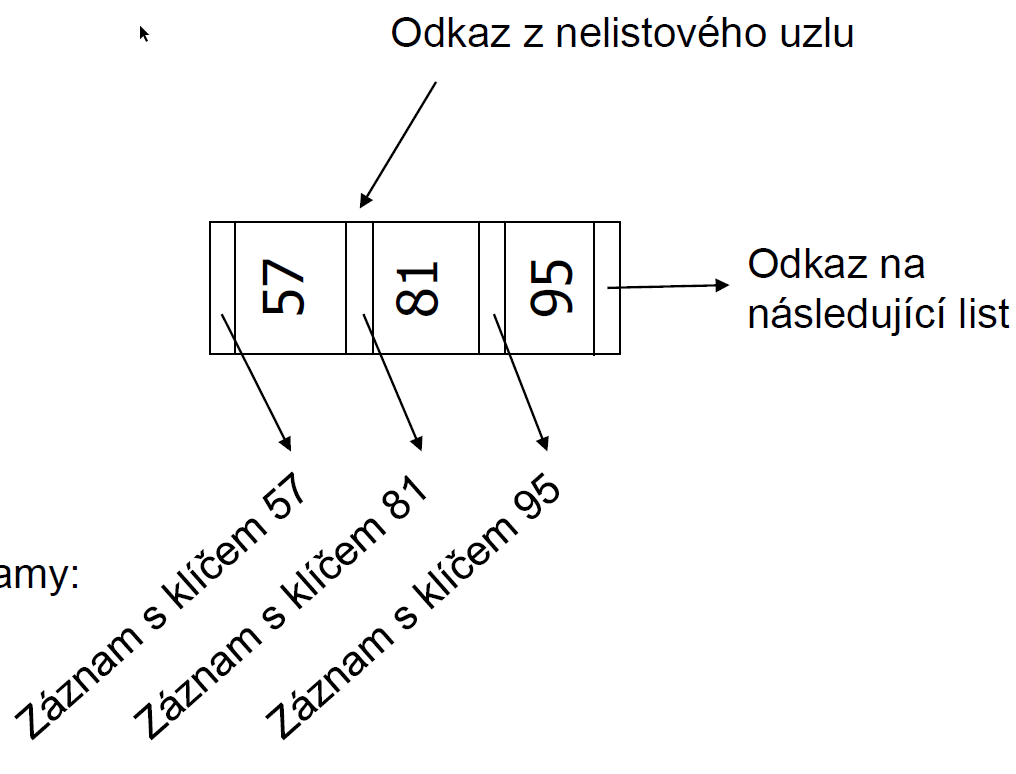 Odkaz z nelistového uzlu
57
81
95
Odkaz na
následující list
Záznam s klíčem 57
Záznam s klíčem 81
Záznam s klíčem 95
amy: